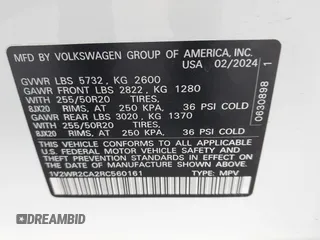 MFD BY VOLKSWAGEN GROUP OF AMERICA, INC.
USA 02/2024
GVWR LBS 5732, KG 2600
GAWR FRONT LBS 2822, KG 1280
WITH 255/50R20 TIRES,
8JX20 RIMS, AT 250 KPA, 36 PSI COLD
GAWR REAR LBS 3020, KG 1370
WITH 255/50R20 TIRES,
8JX20 RIMS, AT 250 KPA, 36 PSI COLD
THIS VEHICLE CONFORMS TO ALL APPLICABLE
U.S. FEDERAL MOTOR VEHICLE SAFETY AND
THEFT PREVENTION STANDARDS IN EFFECT ON
THE DATE OF MANUFACTURE SHOWN ABOVE.
1V2WR2CA2RC560161 TYPE: MPV
0630898 1
DREAMBID